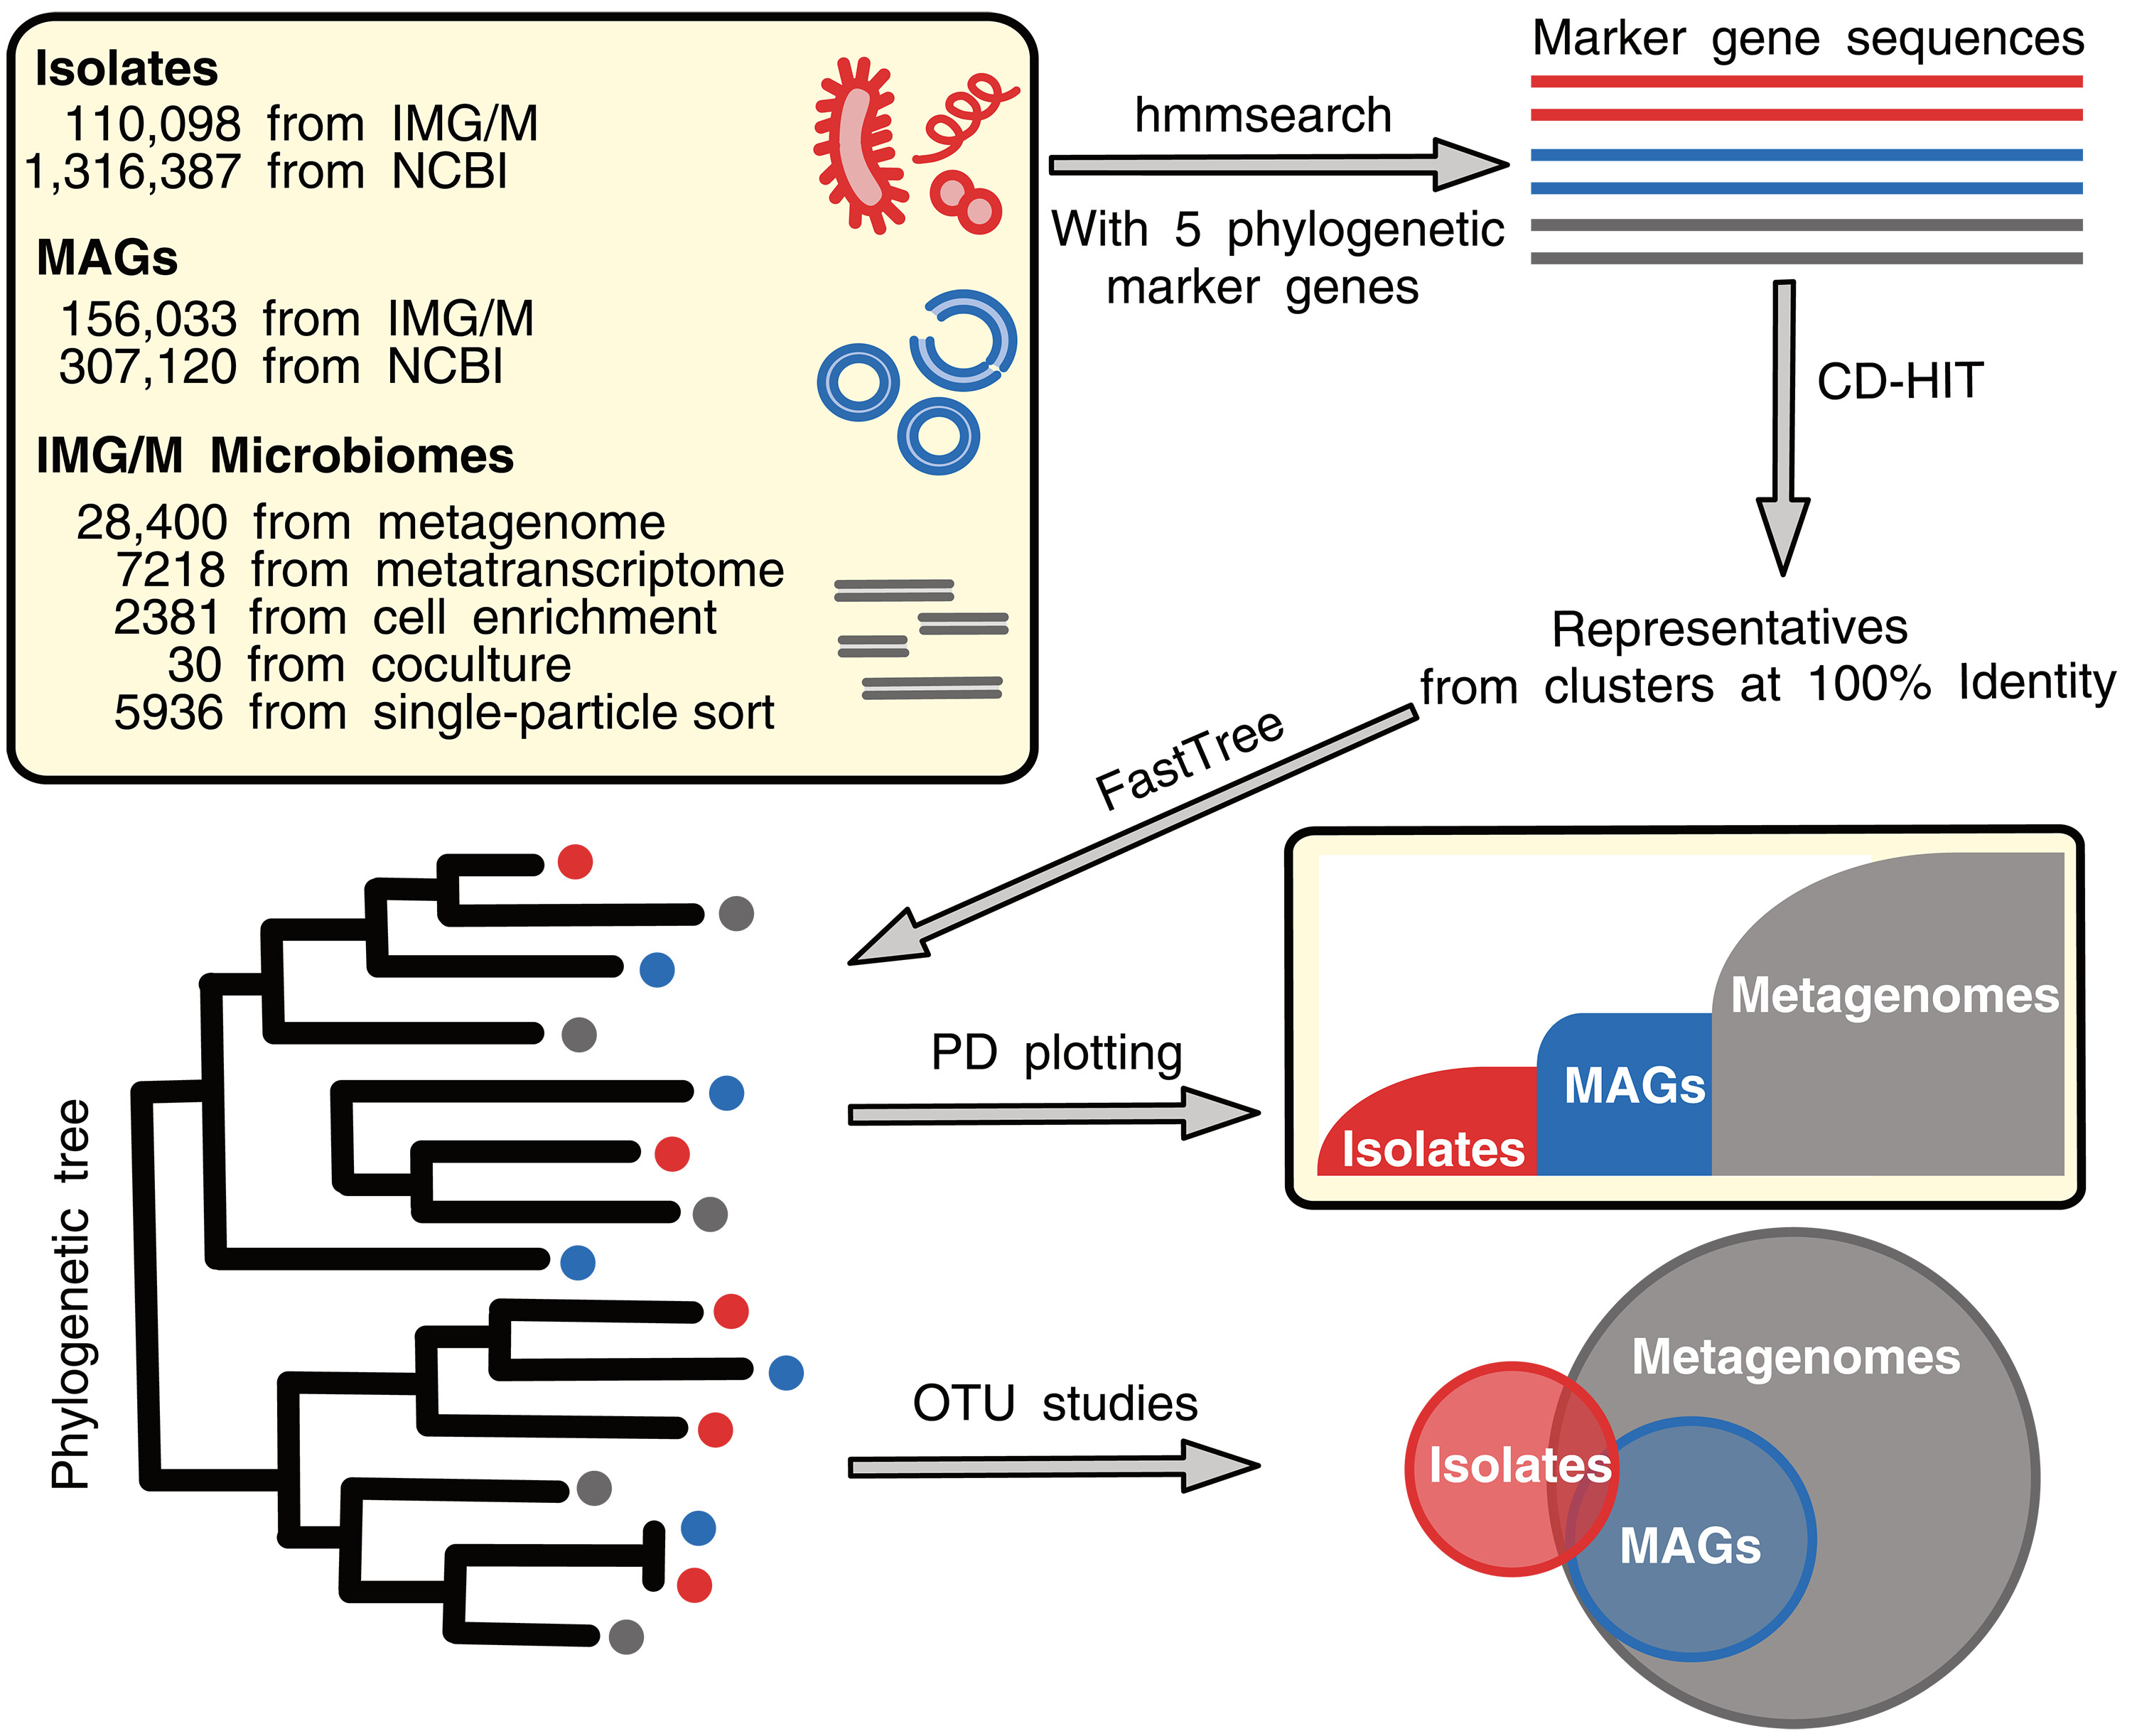 Isolates
110,098 from IMG/M
1,316,387 from NCBI
MAGs
156,033 from IMG/M
307,120 from NCBI
IMG/M Microbiomes
28,400 from metagenome
7218 from metatranscriptome
2381 from cell enrichment
30 from coculture
5936 from single-particle sort
hmmsearch
With 5 phylogenetic
marker genes
Marker gene sequences
CD-HIT
Representatives
from clusters at 100% Identity
FastTree
Phylogenetic tree
PD plotting
Isolates
MAGs
Metagenomes
OTU studies
Metagenomes
Isolates
MAGs